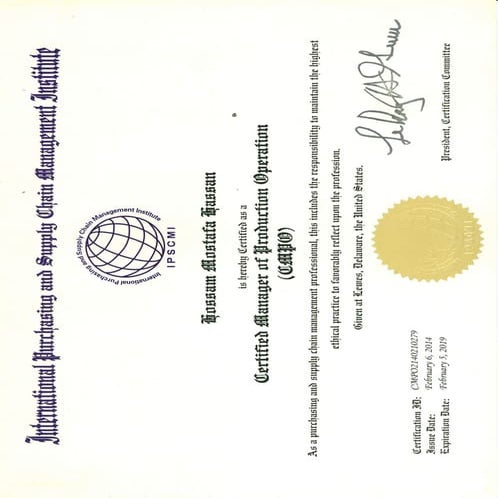 International Purchasing and Supply Chain Management Institute
International Purchasing and Supply Chain Management Institute
IPSCMI
Hossam Mostafa Hassan
is hereby Certified as a
Certified Manager of Production Operation
(CMPO)
As a purchasing and supply chain management professional, this includes the responsibility to maintain the highest
ethical practice to favorably reflect upon the profession.
Given at Lewes, Delamore, the United States.
Certification ID: CMPO2140210279
Issue Date: February 6, 2014
Expiration Date: February 5, 2019
President, Certification Committee